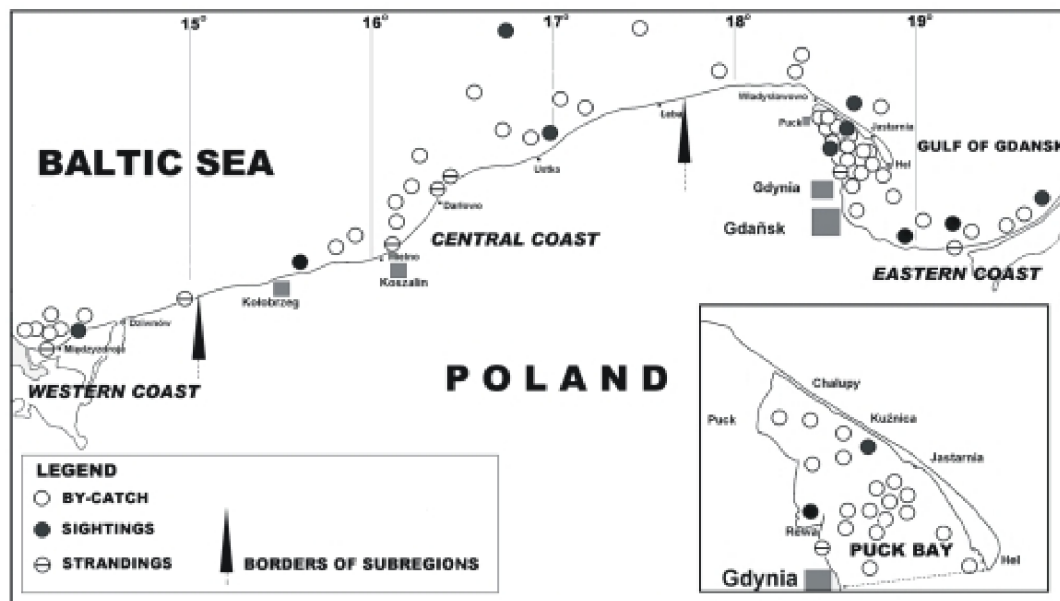 15° 16° 17° 18° 19°
Władysławowo
Puck
Jastarnia
Łeba
GULF OF GDANSK
BALTIC SEA
Hel
Ustka
Gdynia
Darłowo
Gdańsk
CENTRAL COAST
Mielno
EASTERN COAST
Koszalin
Kołobrzeg
Dziwnów
Międzyzdroje
WESTERN COAST
POLAND
Chalupy
Puck
Kuźnica
Jastarnia
Rewa
PUCK BAY
Hel
Gdynia
LEGEND
BY-CATCH
SIGHTINGS
STRANDINGS
BORDERS OF SUBREGIONS